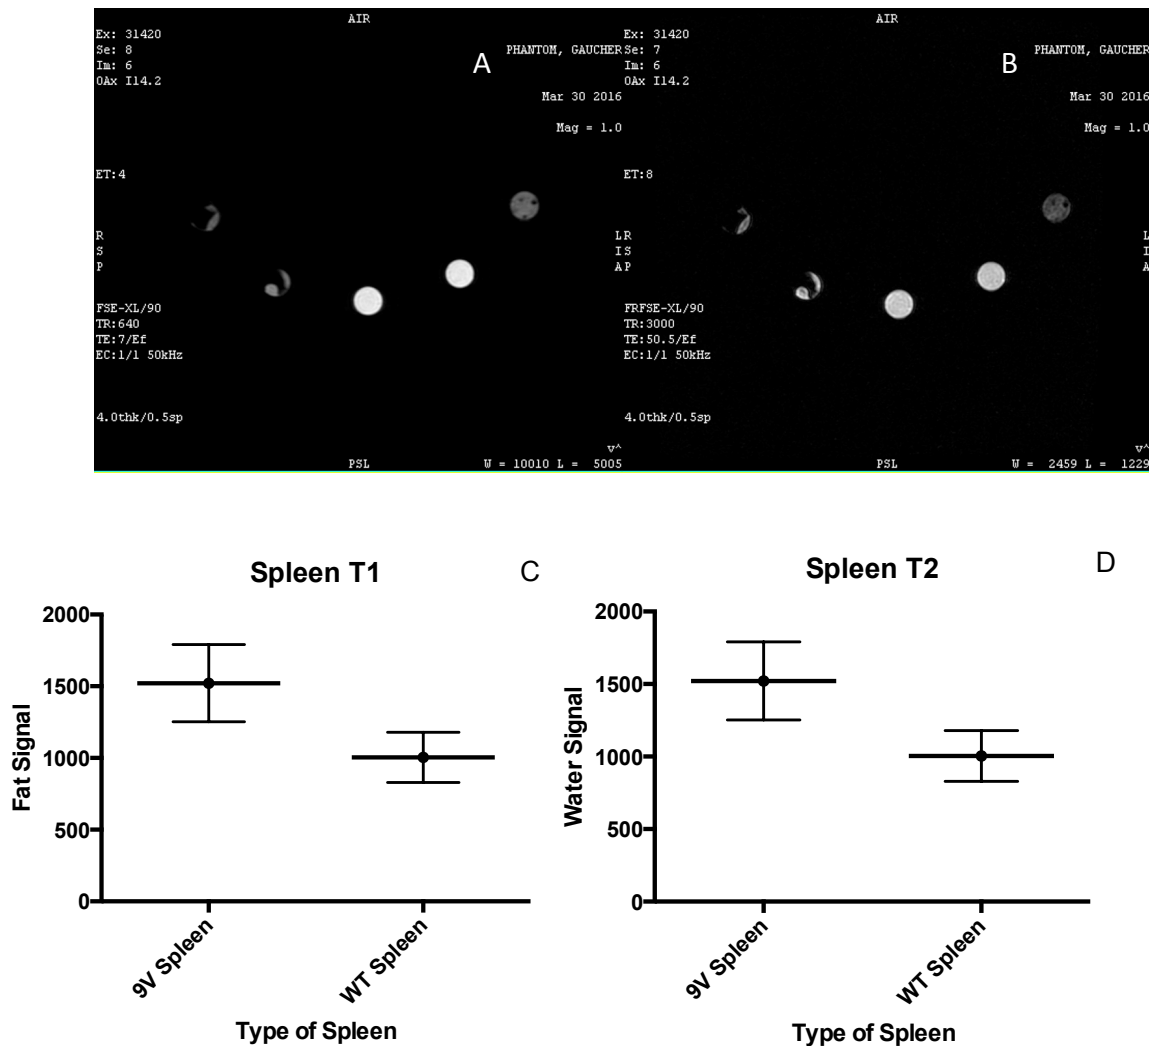 AIR
Ex: 31420
Se: 8
Im: 6
OAx I14.2
A
PHANTOM, GAUCHER
Mar 30 2016
Mag = 1.0
ET:4
R
S
P
L
I
A
FSE-XL/90
TR:640
TE:7/Ef
EC:1/1 50kHz
4.0thk/0.5sp
PSL
W = 10010 L = 5005
AIR
Ex: 31420
Se: 7
Im: 6
OAx I14.2
B
PHANTOM, GAUCHER
Mar 30 2016
Mag = 1.0
ET:8
R
S
P
L
I
A
FRFSE-XL/90
TR:3000
TE:50.5/Ef
EC:1/1 50kHz
4.0thk/0.5sp
PSL
W = 2459 L = 1229
Spleen T1
C
Fat Signal
2000
1500
1000
500
0
9V Spleen
WT Spleen
Type of Spleen
Spleen T2
D
Water Signal
2000
1500
1000
500
0
9V Spleen
WT Spleen
Type of Spleen